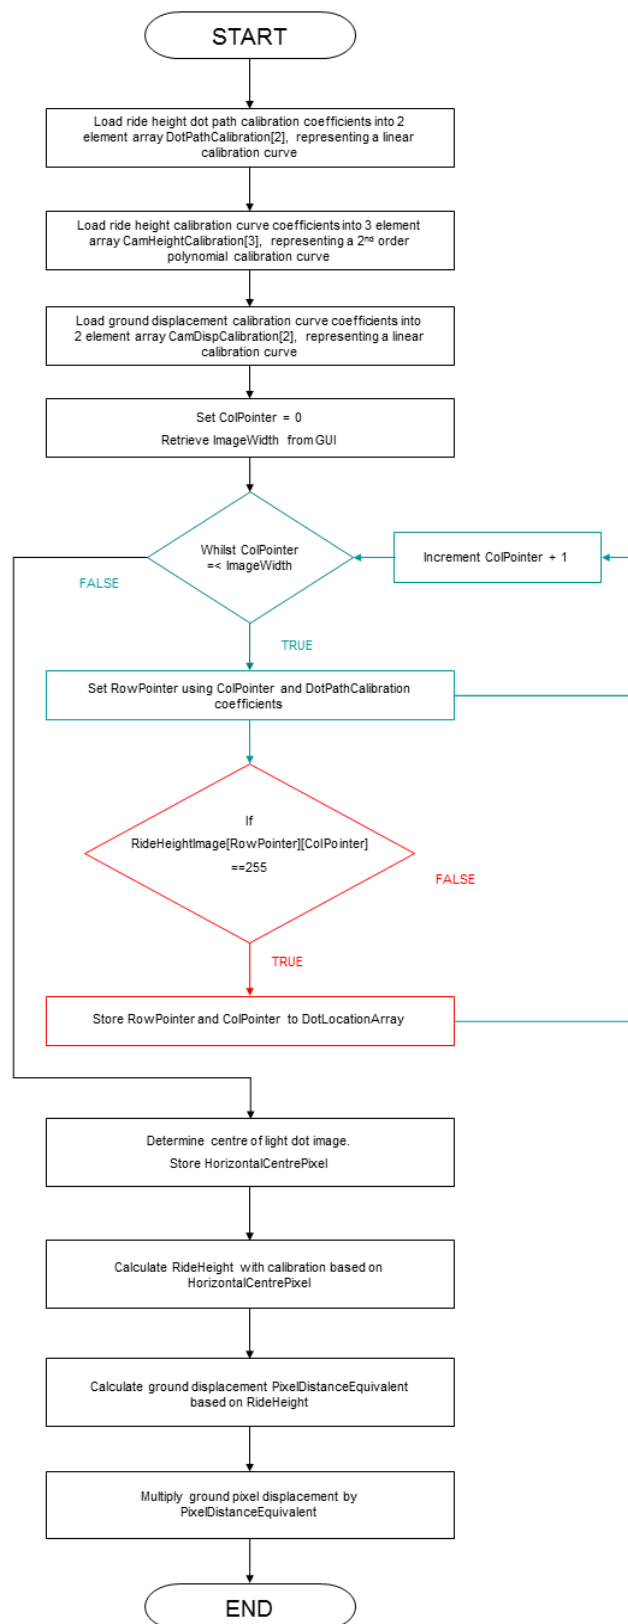 START
Load ride height dot path calibration coefficients into 2
element array DotPathCalibration[2], representing a linear
calibration curve
Load ride height calibration curve coefficients into 3 element
array CamHeightCalibration[3], representing a 2nd order
polynomial calibration curve
Load ground displacement calibration curve coefficients into
2 element array CamDispCalibration[2], representing a linear
calibration curve
Set ColPointer = 0
Retrieve ImageWidth from GUI
Whilst ColPointer
=< ImageWidth
Increment ColPointer + 1
FALSE
TRUE
Set RowPointer using ColPointer and DotPathCalibration
coefficients
If
RideHeightImage[RowPointer][ColPointer]
==255
FALSE
TRUE
Store RowPointer and ColPointer to DotLocationArray
Determine centre of light dot image.
Store HorizontalCentrePixel
Calculate RideHeight with calibration based on
HorizontalCentrePixel
Calculate ground displacement PixelDistanceEquivalent
based on RideHeight
Multiply ground pixel displacement by
PixelDistanceEquivalent
END